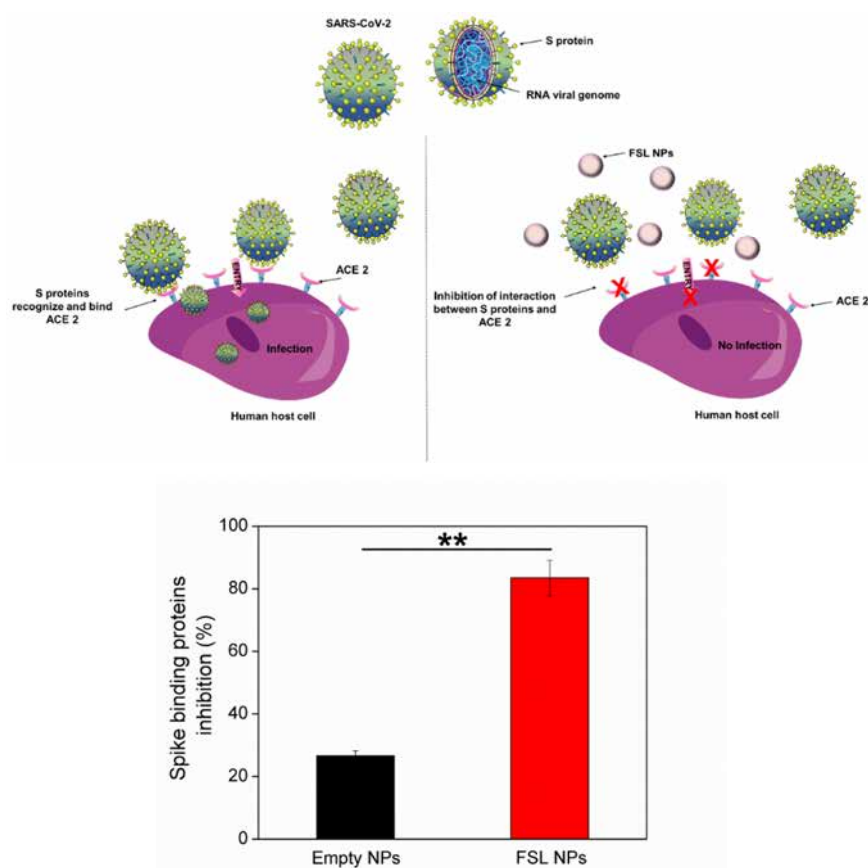 SARS-CoV-2
S protein
RNA viral genome
S proteins
recognize and bind
ACE 2
ENTRY
ACE 2
Infection
Human host cell
FSL NPs
Inhibition of interaction
between S proteins and
ACE 2
ENTRY
ACE 2
No Infection
Human host cell
Spike binding proteins
inhibition (%)
100
80
60
40
20
0
**
Empty NPs
FSL NPs